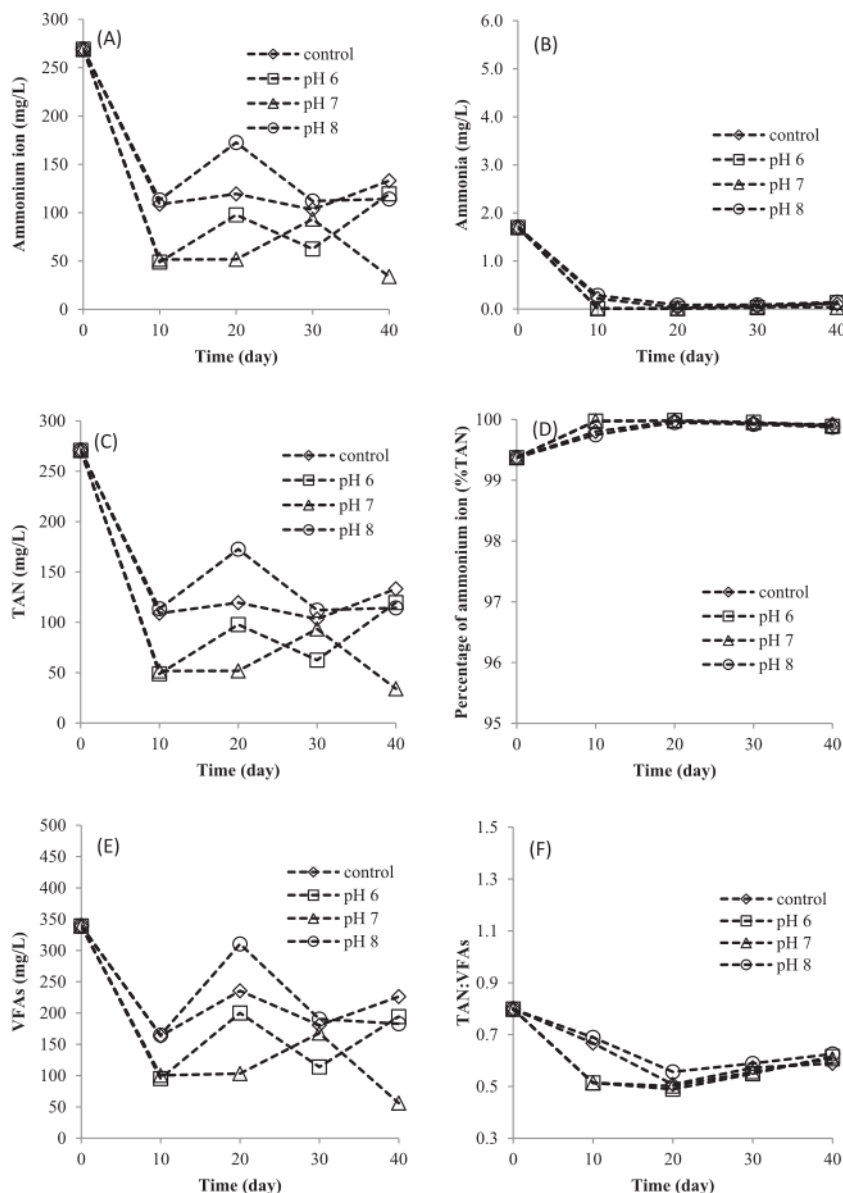 (A)
Ammonium ion (mg/L)
300
250
200
150
100
50
0
control
pH 6
pH 7
pH 8
0 10 20 30 40
Time (day)
(B)
Ammonia (mg/L)
6.0
5.0
4.0
3.0
2.0
1.0
0.0
control
pH 6
pH 7
pH 8
0 10 20 30 40
Time (day)
(C)
TAN (mg/L)
300
250
200
150
100
50
0
control
pH 6
pH 7
pH 8
0 10 20 30 40
Time (day)
(D)
Percentage of ammonium ion (%TAN)
100
99
98
97
96
95
control
pH 6
pH 7
pH 8
0 10 20 30 40
Time (day)
(E)
VFAs (mg/L)
500
450
400
350
300
250
200
150
100
50
0
control
pH 6
pH 7
pH 8
0 10 20 30 40
Time (day)
(F)
TAN:VFAs
1.5
1.3
1.1
0.9
0.7
0.5
0.3
control
pH 6
pH 7
pH 8
0 10 20 30 40
Time (day)